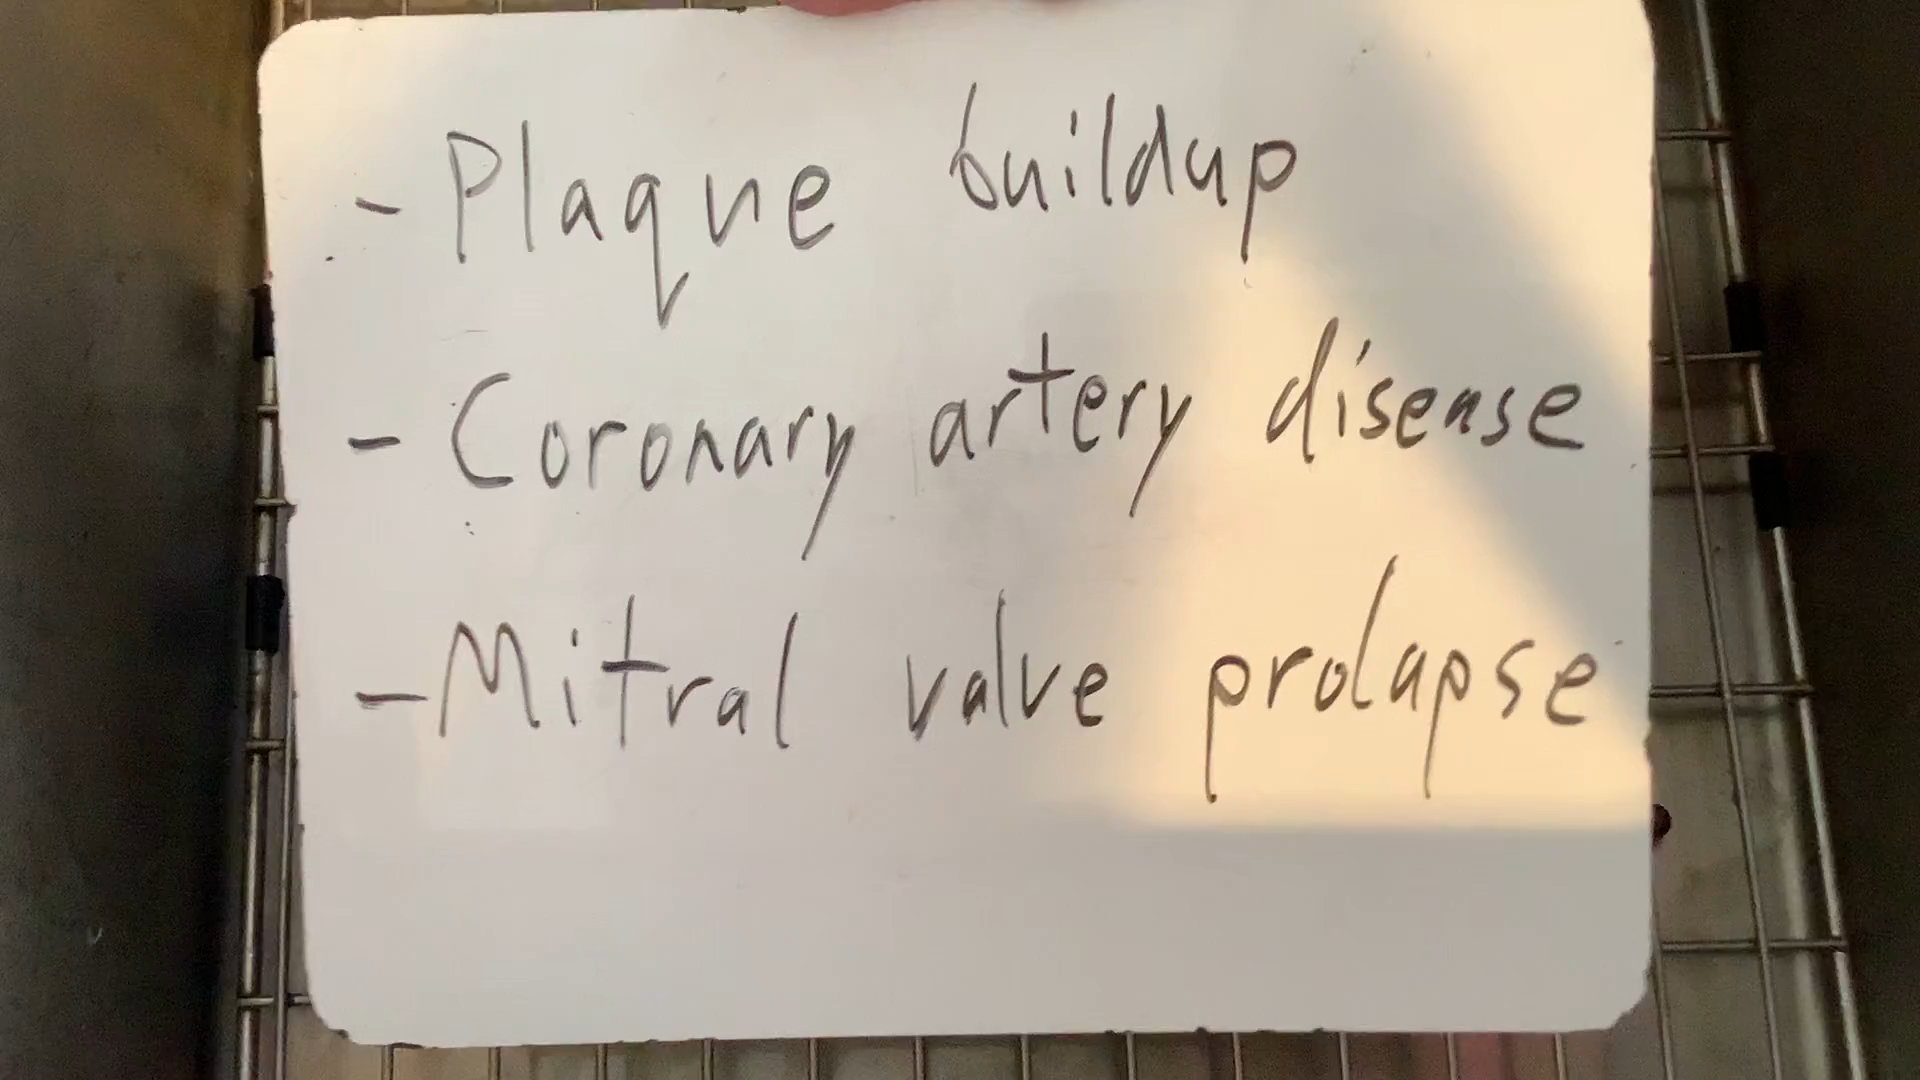 - Plaque buildup
- Coronary artery disease
- Mitral valve prolapse